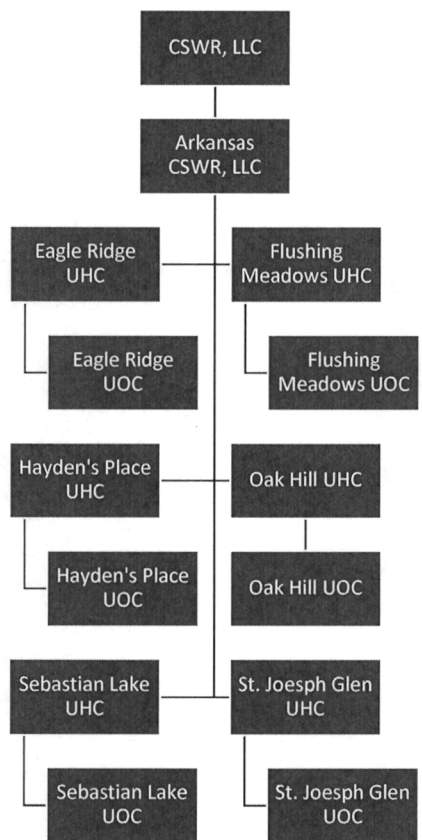 CSWR, LLC
Arkansas
CSWR, LLC
Eagle Ridge
UHC
Flushing
Meadows UHC
Eagle Ridge
UOC
Flushing
Meadows UOC
Hayden's Place
UHC
Oak Hill UHC
Hayden's Place
UOC
Oak Hill UOC
Sebastian Lake
UHC
St. Joesph Glen
UHC
Sebastian Lake
UOC
St. Joesph Glen
UOC